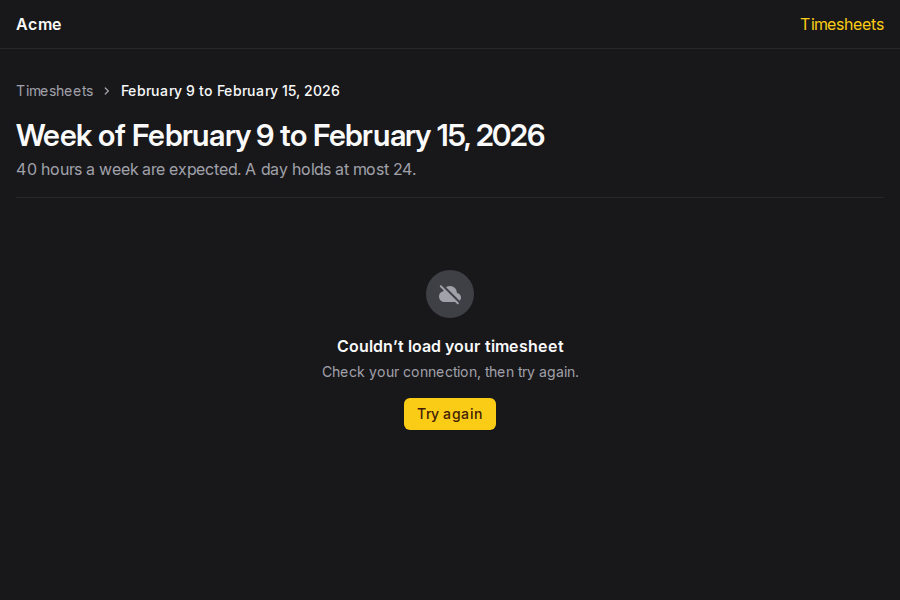 Acme
Timesheets
Timesheets > February 9 to February 15, 2026
Week of February 9 to February 15, 2026
40 hours a week are expected. A day holds at most 24.
Couldn’t load your timesheet
Check your connection, then try again.
Try again